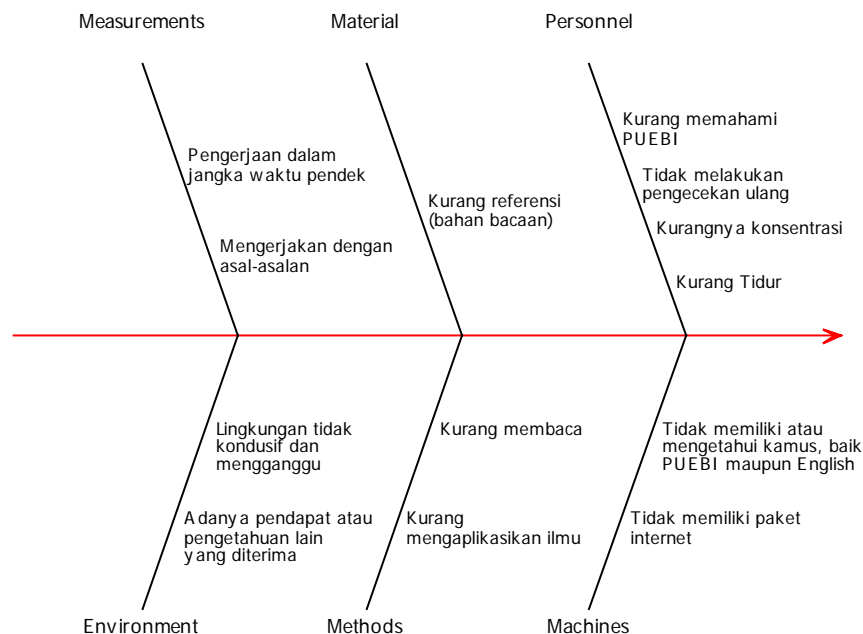 Measurements
Material
Personnel
Pengerjaan dalam
jangka waktu pendek
Mengerjakan dengan
asal-asalan
Kurang referensi
(bahan bacaan)
Kurang memahami
PUEBI
Tidak melakukan
pengecekan ulang
Kurangnya konsentrasi
Kurang Tidur
Lingkungan tidak
kondusif dan
mengganggu
Adanya pendapat atau
pengetahuan lain
yang diterima
Kurang membaca
Kurang
mengaplikasikan ilmu
Tidak memiliki atau
mengetahui kamus, baik
PUEBI maupun English
Tidak memiliki paket
internet
Environment
Methods
Machines